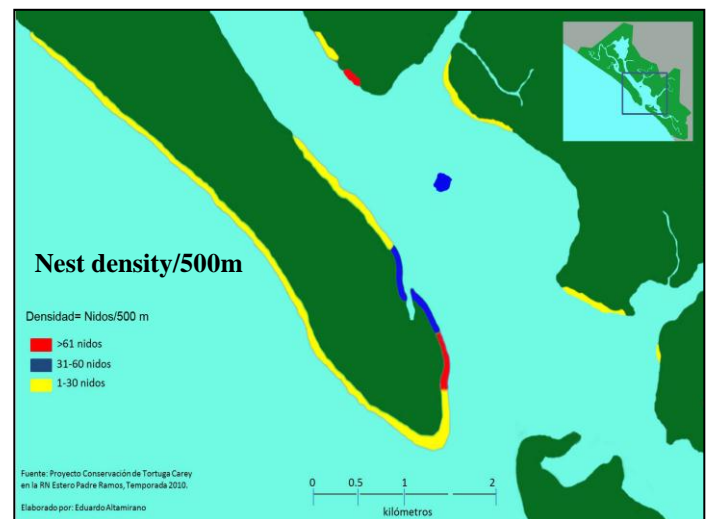 Nest density/500m
Densidad= Nidos/500 m
>61 nidos
31-60 nidos
1-30 nidos
Fuente: Proyecto Conservación de Tortuga Carey
en la RN Estero Padre Ramos, Temporada 2010.
Elaborado por: Eduardo Altamirano
0 0.5 1 2
kilómetros